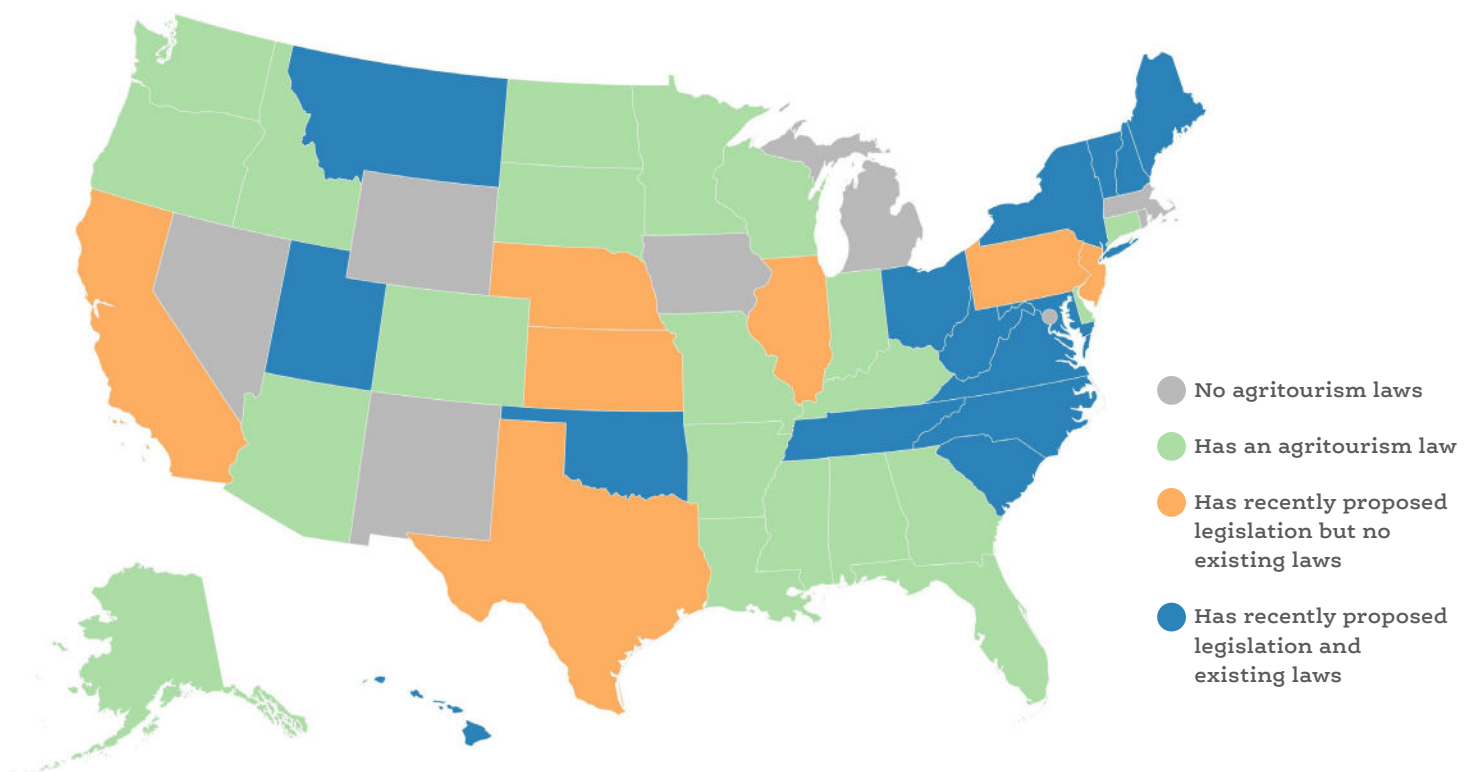 No agritourism laws
Has an agritourism law
Has recently proposed
legislation but no
existing laws
Has recently proposed
legislation and
existing laws